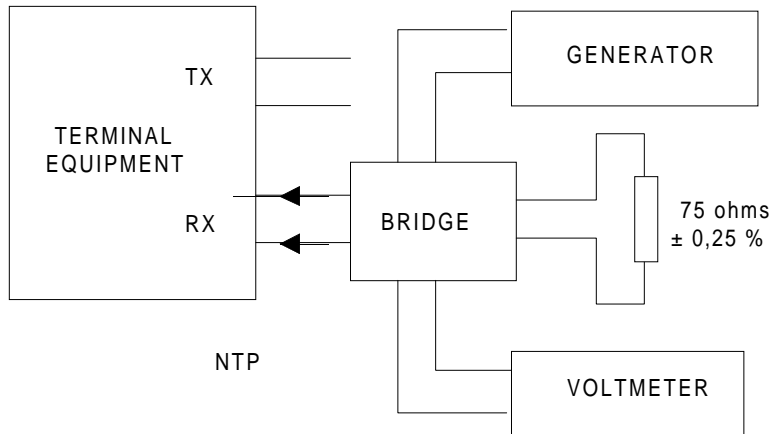 GENERATOR
TX
TERMINAL
EQUIPMENT
RX
BRIDGE
75 ohms
± 0,25 %
NTP
VOLTMETER